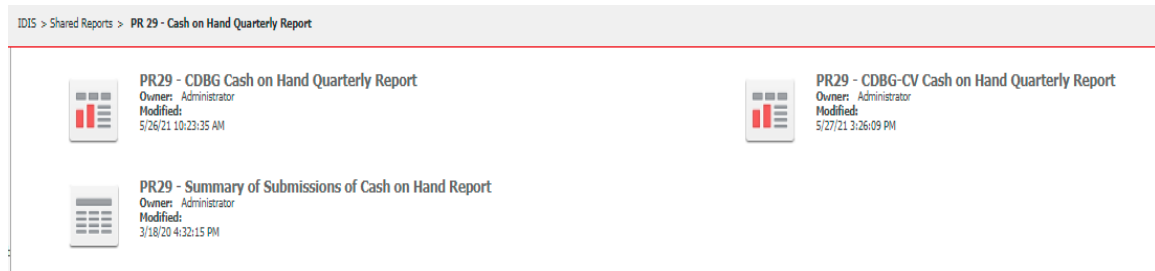 IDIS > Shared Reports > PR 29 - Cash on Hand Quarterly Report
PR29 - CDBG Cash on Hand Quarterly Report
Owner: Administrator
Modified:
5/26/21 10:23:35 AM
PR29 - CDBG-CV Cash on Hand Quarterly Report
Owner: Administrator
Modified:
5/27/21 3:26:09 PM
PR29 - Summary of Submissions of Cash on Hand Report
Owner: Administrator
Modified:
3/18/20 4:32:15 PM